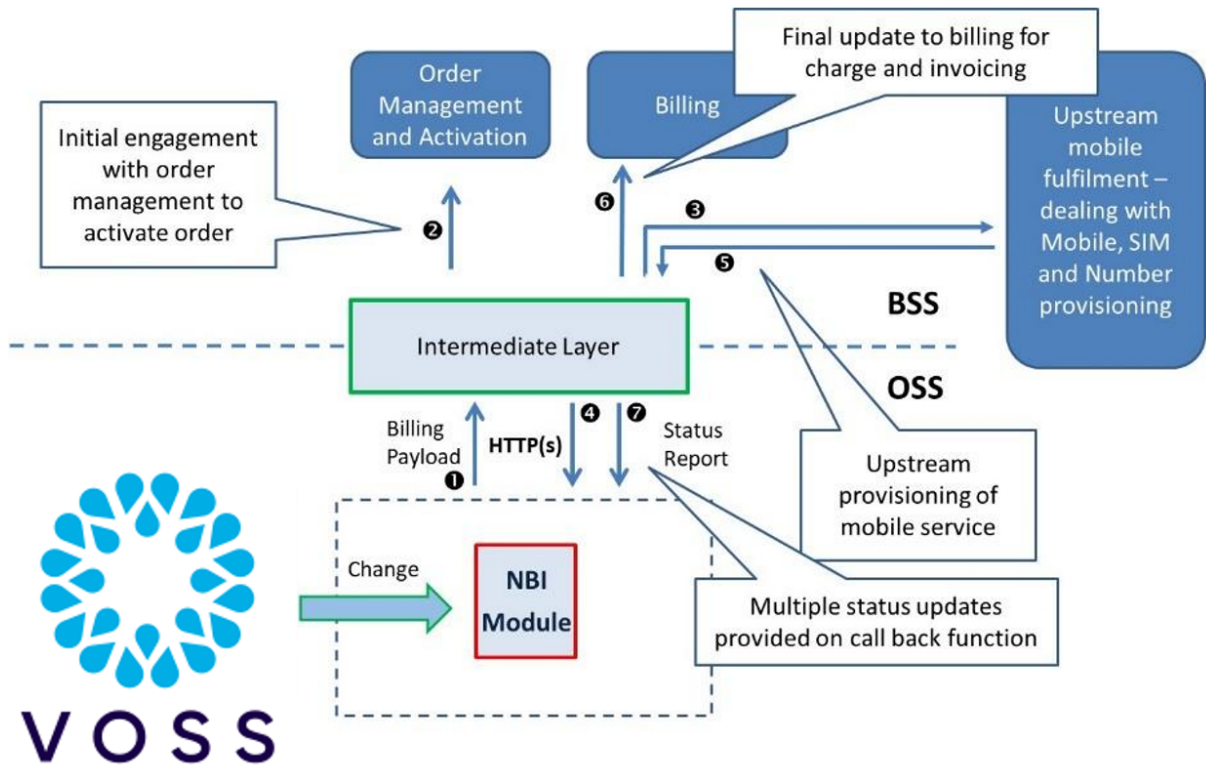 Final update to billing for
charge and invoicing
Order
Management
and Activation
Billing
Upstream
mobile
fulfilment –
dealing with
Mobile, SIM
and Number
provisioning
Initial engagement
with order
management to
activate order
❷
❻
❸
❺
BSS
Intermediate Layer
OSS
Billing
Payload
❶
HTTP(s)
❹
❼
Status
Report
Upstream
provisioning of
mobile service
Change
NBI
Module
Multiple status updates
provided on call back function
VOSS